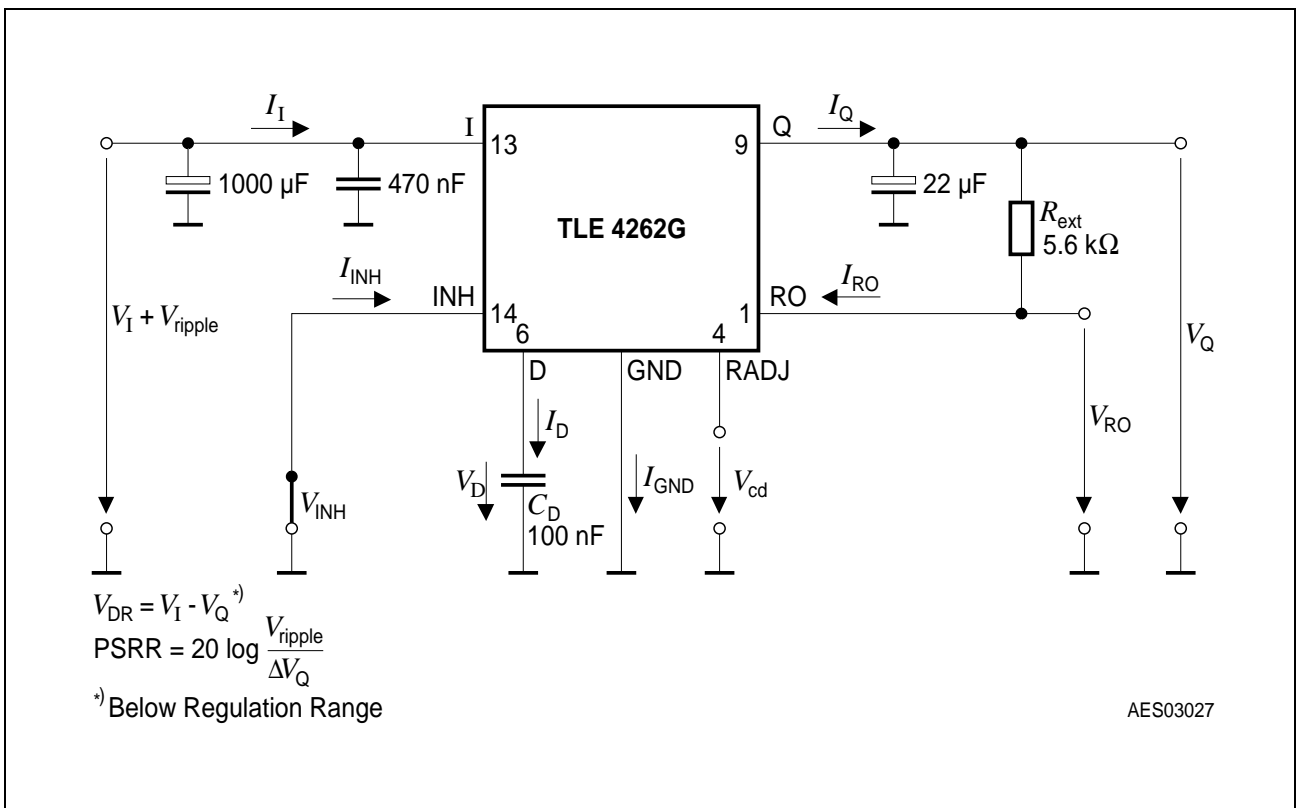 I_I
I
13
1000 µF
470 nF
TLE 4262G
9
Q
I_Q
22 µF
R_ext
5.6 kΩ
I_INH
INH
14
6
D
GND
4
RADJ
1
RO
I_RO
V_I + V_ripple
V_INH
V_D
I_D
C_D
100 nF
I_GND
V_cd
V_RO
V_Q
V_DR = V_I - V_Q *)
PSRR = 20 log V_ripple / ΔV_Q
*) Below Regulation Range
AES03027